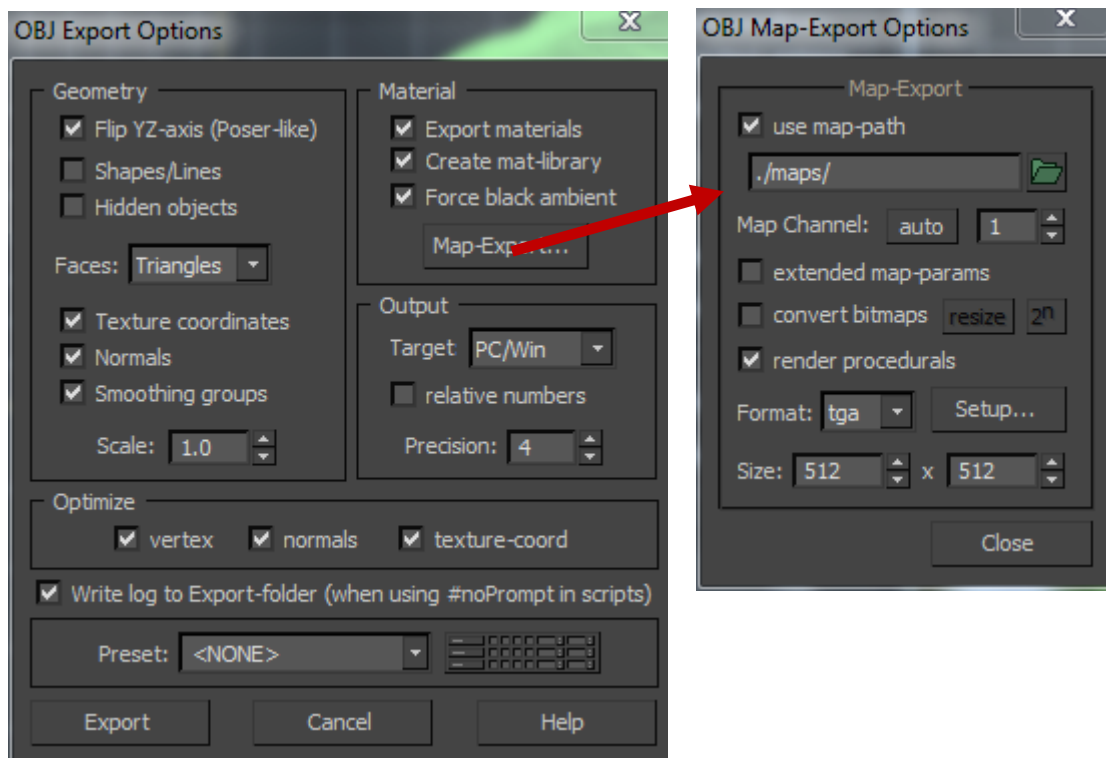 OBJ Export Options
Geometry
Flip YZ-axis (Poser-like)
Shapes/Lines
Hidden objects
Faces: Triangles
Texture coordinates
Normals
Smoothing groups
Scale: 1.0
Material
Export materials
Create mat-library
Force black ambient
Map-Export...
Output
Target PC/Win
relative numbers
Precision: 4
Optimize
vertex normals texture-coord
Write log to Export-folder (when using #noPrompt in scripts)
Preset: <NONE>
Export Cancel Help
OBJ Map-Export Options
Map-Export
use map-path
./maps/
Map Channel: auto 1
extended map-params
convert bitmaps resize 2ⁿ
render procedurals
Format: tga Setup...
Size: 512 x 512
Close